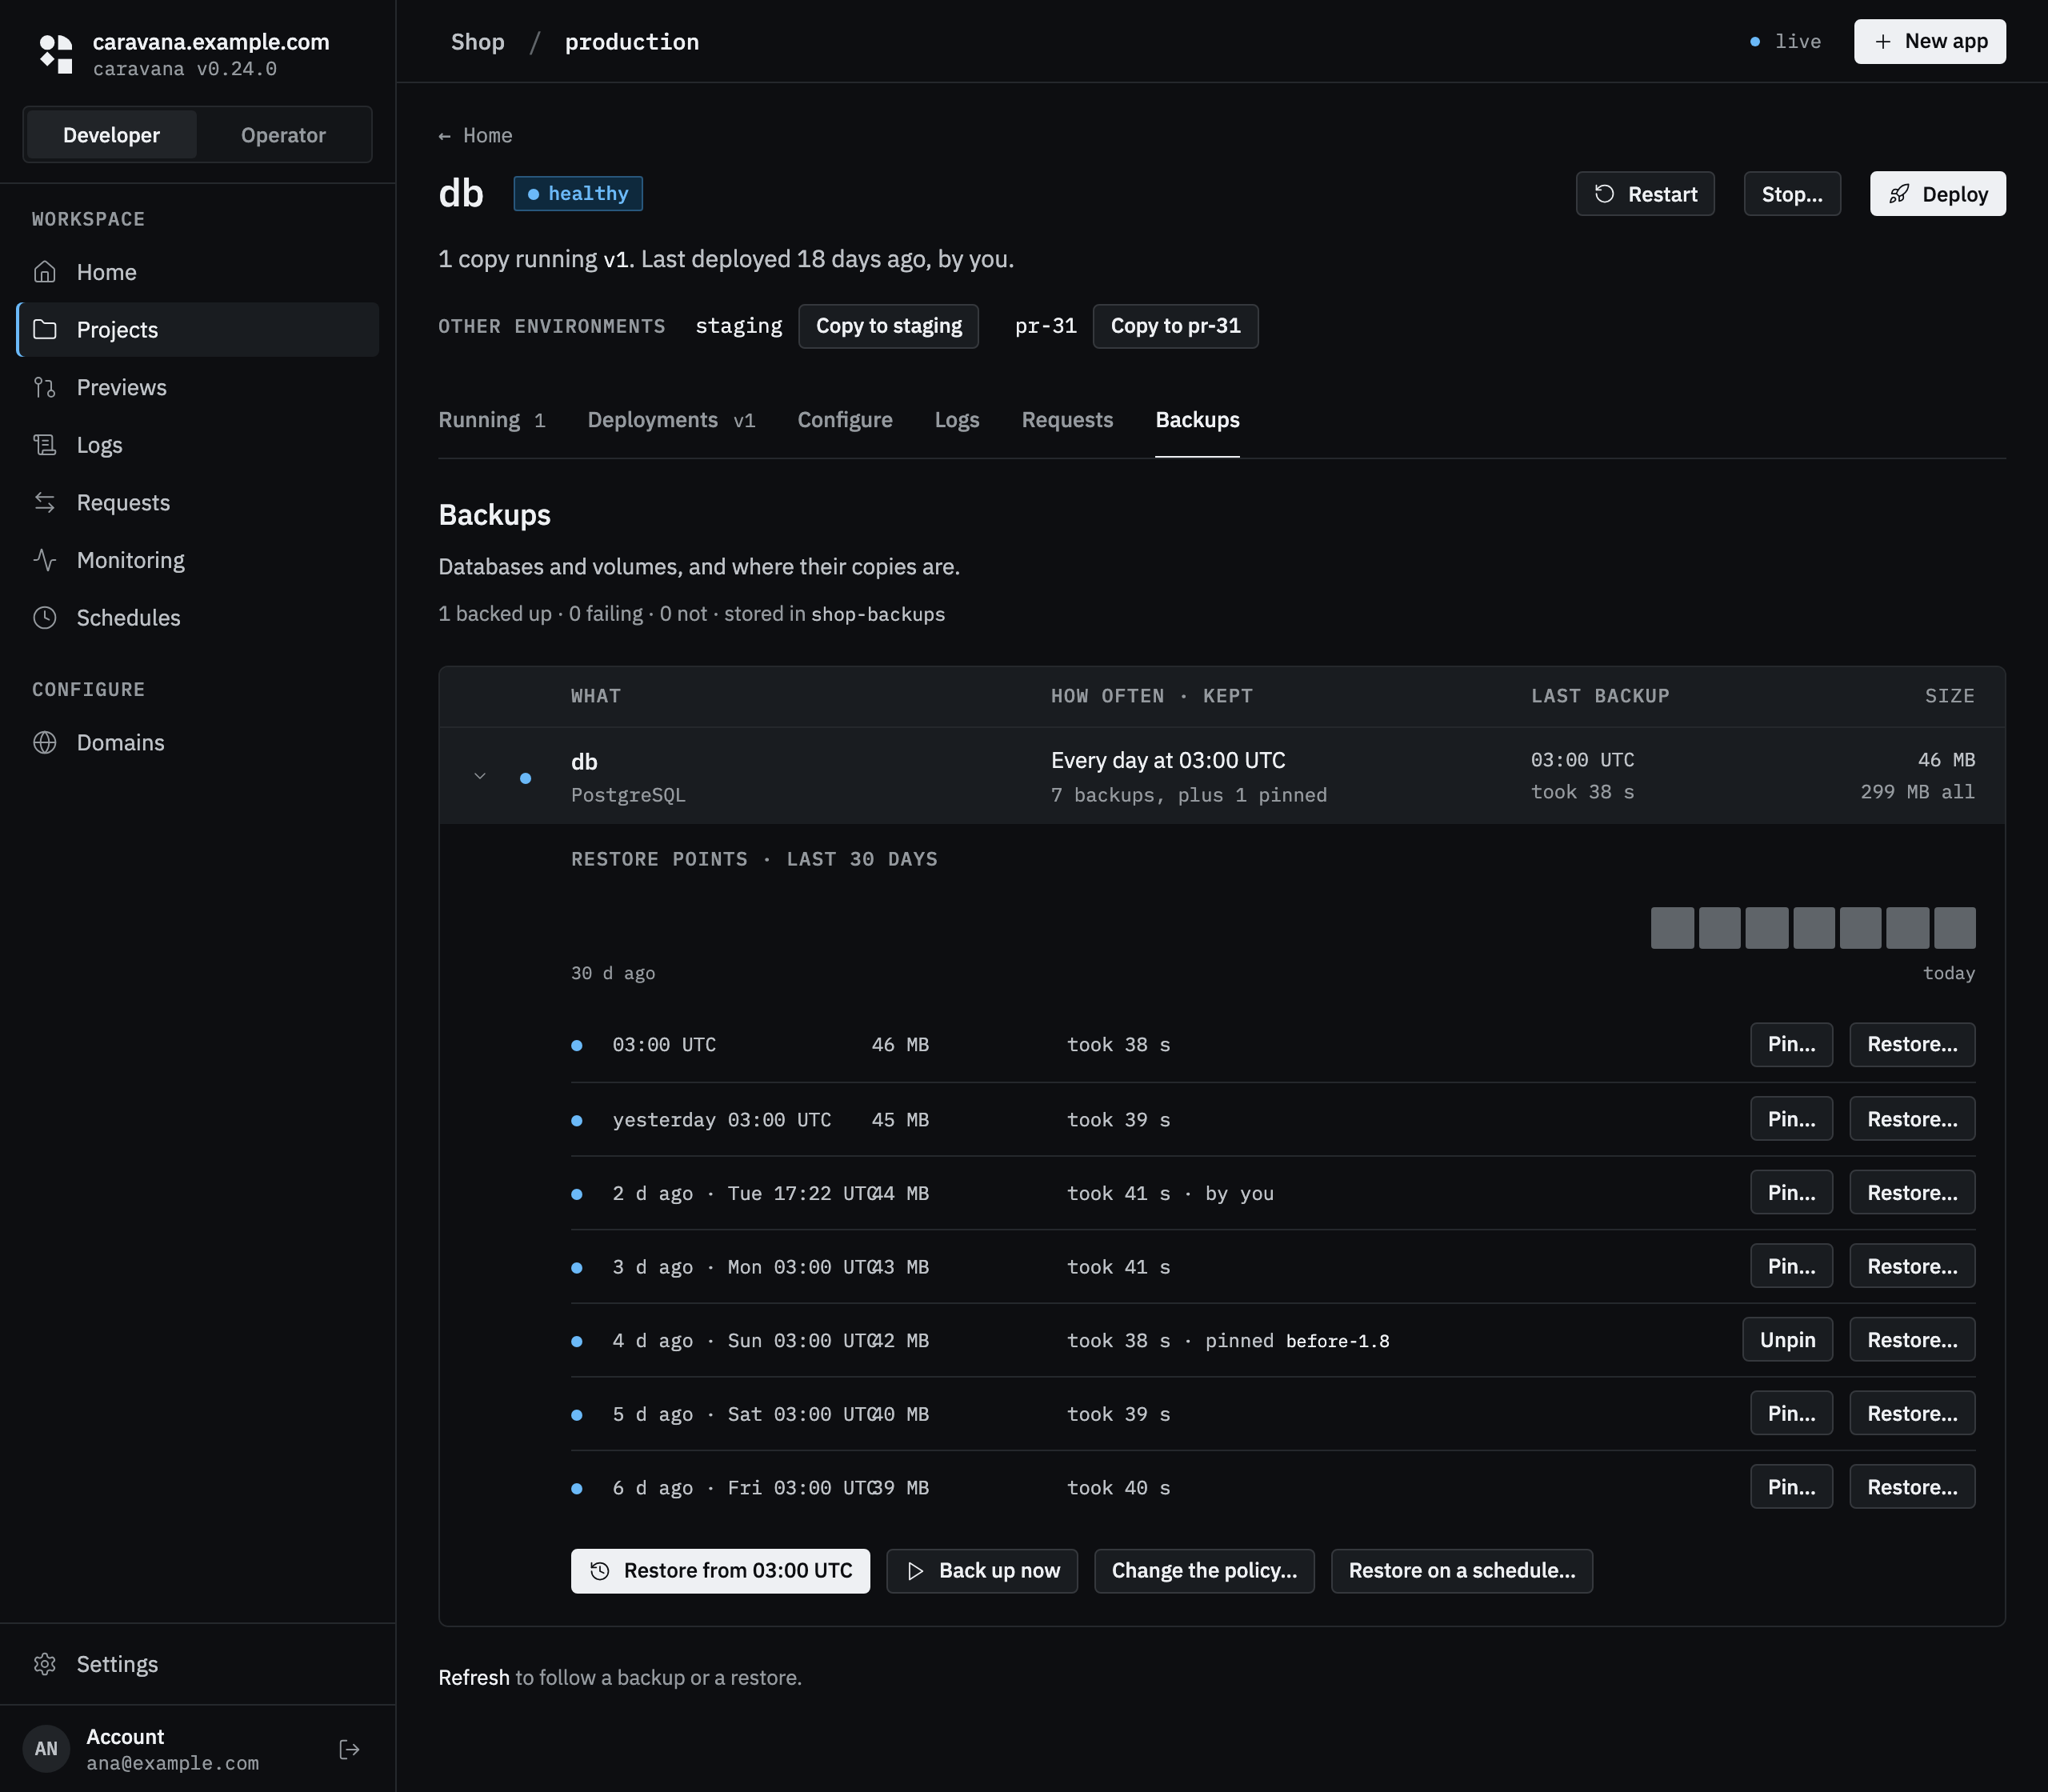 caravana.example.com
caravana v0.24.0
Developer
Operator
WORKSPACE
Home
Projects
Previews
Logs
Requests
Monitoring
Schedules
CONFIGURE
Domains
Settings
AN
Account
ana@example.com
Shop / production
live
+ New app
← Home
db
healthy
Restart
Stop...
Deploy
1 copy running v1. Last deployed 18 days ago, by you.
OTHER ENVIRONMENTS staging Copy to staging pr-31 Copy to pr-31
Running 1 Deployments v1 Configure Logs Requests Backups
Backups
Databases and volumes, and where their copies are.
1 backed up · 0 failing · 0 not · stored in shop-backups
WHAT HOW OFTEN · KEPT LAST BACKUP SIZE
db Every day at 03:00 UTC 03:00 UTC 46 MB
PostgreSQL 7 backups, plus 1 pinned took 38 s 299 MB all
RESTORE POINTS · LAST 30 DAYS
30 d ago today
03:00 UTC 46 MB took 38 s Pin... Restore...
yesterday 03:00 UTC 45 MB took 39 s Pin... Restore...
2 d ago · Tue 17:22 UTC 44 MB took 41 s · by you Pin... Restore...
3 d ago · Mon 03:00 UTC 43 MB took 41 s Pin... Restore...
4 d ago · Sun 03:00 UTC 42 MB took 38 s · pinned before-1.8 Unpin Restore...
5 d ago · Sat 03:00 UTC 40 MB took 39 s Pin... Restore...
6 d ago · Fri 03:00 UTC 39 MB took 40 s Pin... Restore...
Restore from 03:00 UTC Back up now Change the policy... Restore on a schedule...
Refresh to follow a backup or a restore.